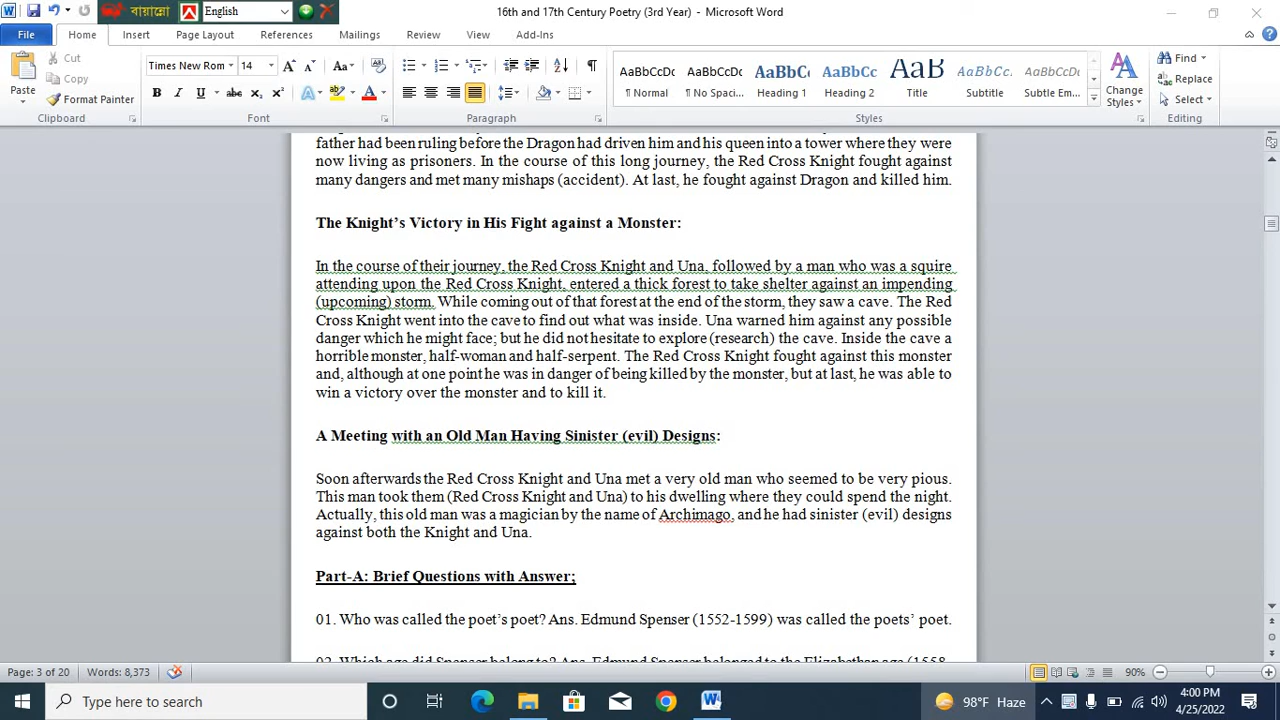 বায়ান্নো English 16th and 17th Century Poetry (3rd Year) - Microsoft Word
File Home Insert Page Layout References Mailings Review View Add-Ins
Paste Cut Copy Format Painter
Clipboard
Times New Rom 14
Font
Paragraph
AaBbCcDc AaBbCcDc AaBbCc AaBbCc AaB AaBbCcL AaBbCcDc
¶ Normal ¶ No Spaci... Heading 1 Heading 2 Title Subtitle Subtle Em...
Styles
Change Styles
Find Replace Select
Editing
father had been ruling before the Dragon had driven him and his queen into a tower where they were
now living as prisoners. In the course of this long journey, the Red Cross Knight fought against
many dangers and met many mishaps (accident). At last, he fought against Dragon and killed him.
The Knight's Victory in His Fight against a Monster:
In the course of their journey, the Red Cross Knight and Una, followed by a man who was a squire
attending upon the Red Cross Knight, entered a thick forest to take shelter against an impending
(upcoming) storm. While coming out of that forest at the end of the storm, they saw a cave. The Red
Cross Knight went into the cave to find out what was inside. Una warned him against any possible
danger which he might face; but he did not hesitate to explore (research) the cave. Inside the cave a
horrible monster, half-woman and half-serpent. The Red Cross Knight fought against this monster
and, although at one point he was in danger of being killed by the monster, but at last, he was able to
win a victory over the monster and to kill it.
A Meeting with an Old Man Having Sinister (evil) Designs:
Soon afterwards the Red Cross Knight and Una met a very old man who seemed to be very pious.
This man took them (Red Cross Knight and Una) to his dwelling where they could spend the night.
Actually, this old man was a magician by the name of Archimago, and he had sinister (evil) designs
against both the Knight and Una.
Part-A: Brief Questions with Answer;
01. Who was called the poet's poet? Ans. Edmund Spenser (1552-1599) was called the poets' poet.
02. Which age did Spenser belong to? Ans. Edmund Spenser belonged to the Elizabethan age (1558-
Page: 3 of 20 Words: 8,373 90%
Type here to search 98°F Haze 4:00 PM
4/25/2022